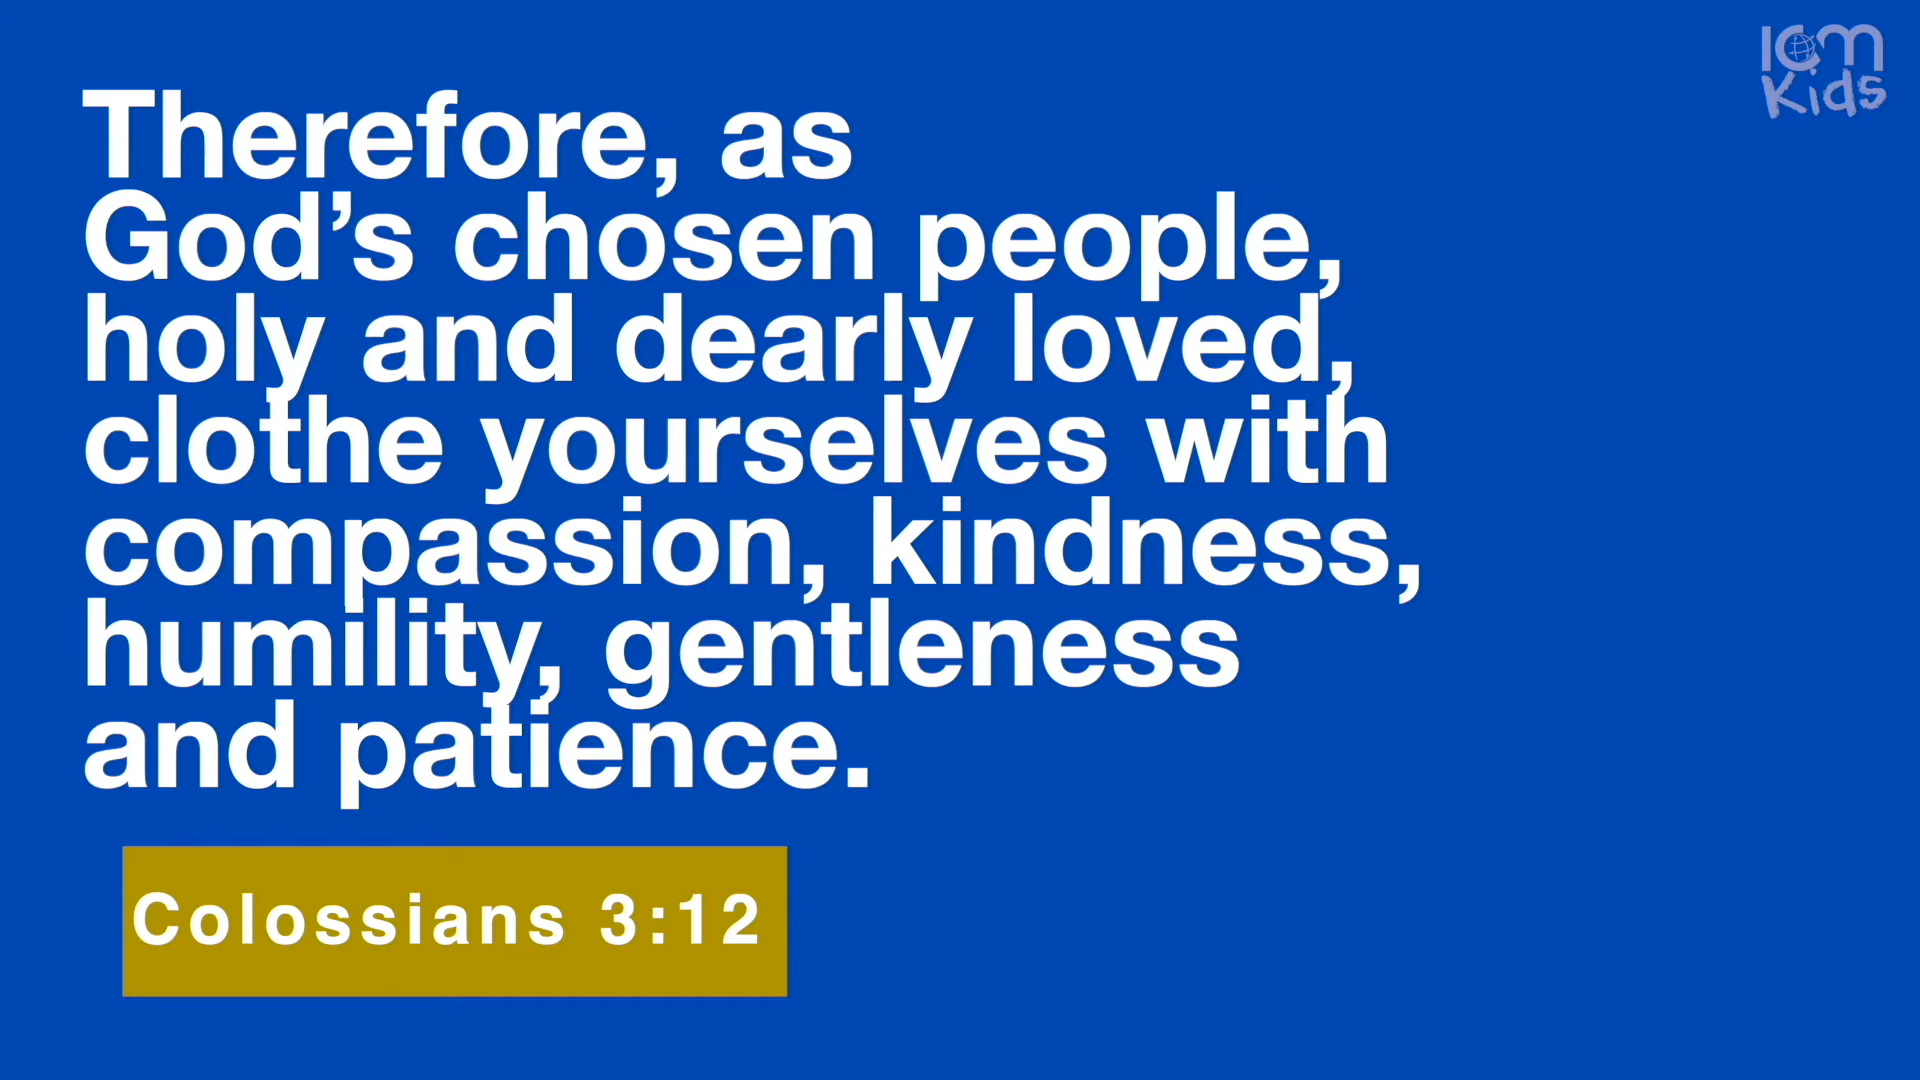 ICM
Kids
Therefore, as
God’s chosen people,
holy and dearly loved,
clothe yourselves with
compassion, kindness,
humility, gentleness
and patience.
Colossians 3:12